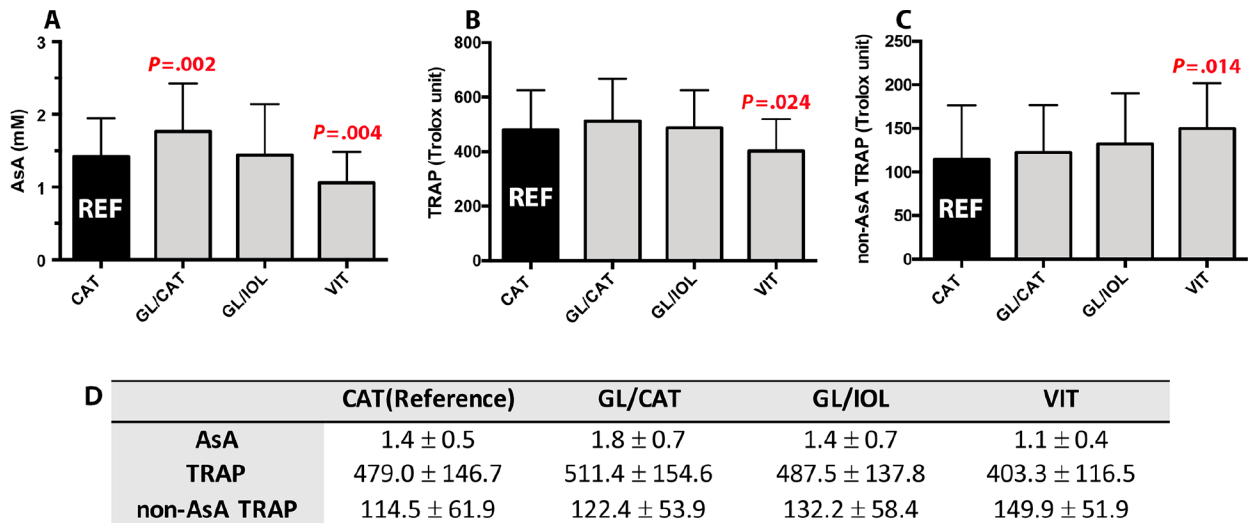 A
AsA (mM)
3
2
1
0
P=.002
P=.004
REF
CAT
GL/CAT
GL/IOL
VIT
B
TRAP (Trolox unit)
800
600
400
200
0
P=.024
REF
CAT
GL/CAT
GL/IOL
VIT
C
non-AsA TRAP (Trolox unit)
250
200
150
100
50
0
P=.014
REF
CAT
GL/CAT
GL/IOL
VIT
D
CAT(Reference) GL/CAT GL/IOL VIT
AsA 1.4 ± 0.5 1.8 ± 0.7 1.4 ± 0.7 1.1 ± 0.4
TRAP 479.0 ± 146.7 511.4 ± 154.6 487.5 ± 137.8 403.3 ± 116.5
non-AsA TRAP 114.5 ± 61.9 122.4 ± 53.9 132.2 ± 58.4 149.9 ± 51.9